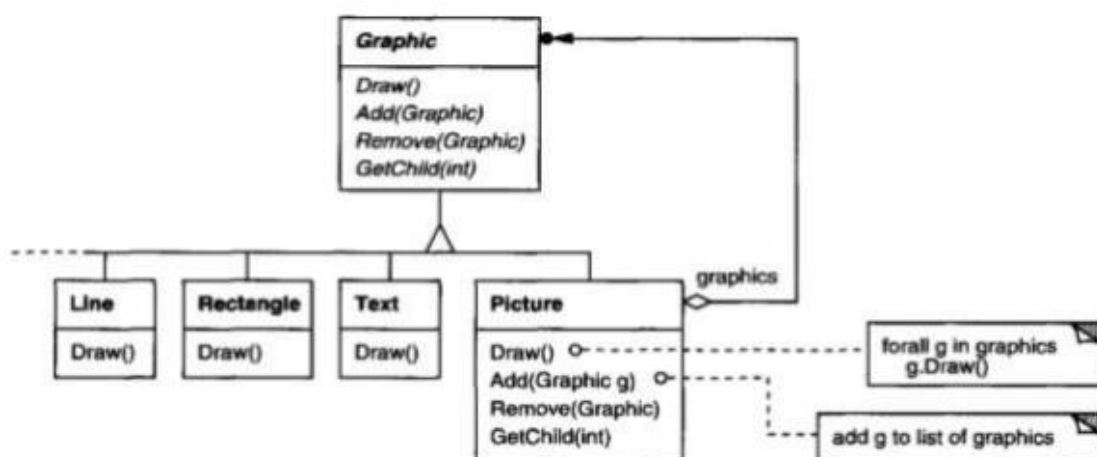 Graphic
Draw()
Add(Graphic)
Remove(Graphic)
GetChild(int)
graphics
Line
Draw()
Rectangle
Draw()
Text
Draw()
Picture
Draw()
Add(Graphic g)
Remove(Graphic)
GetChild(int)
forall g in graphics
g.Draw()
add g to list of graphics